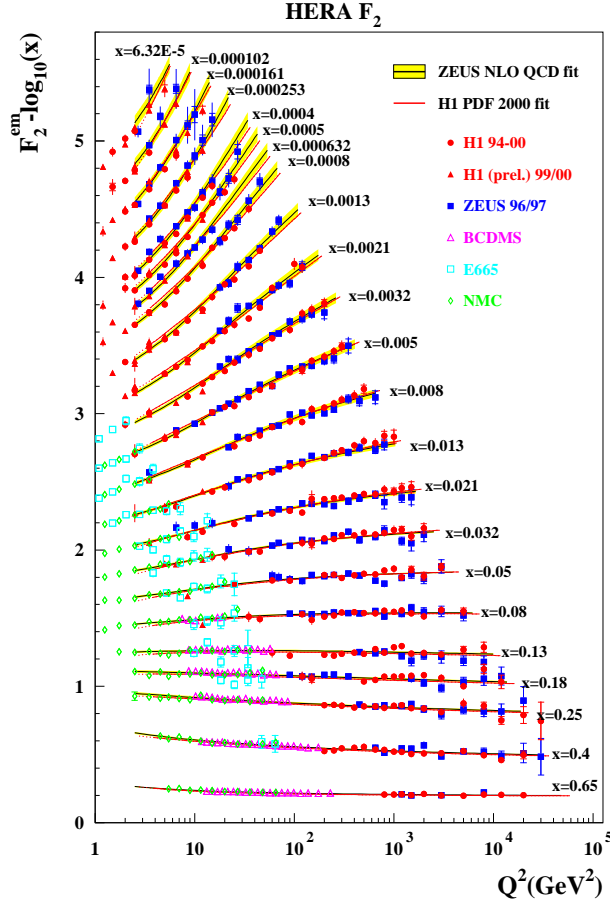 HERA F₂
F₂ᵉᵐ-log₁₀(x)
x=6.32E-5
x=0.000102
x=0.000161
x=0.000253
x=0.0004
x=0.0005
x=0.000632
x=0.0008
x=0.0013
x=0.0021
x=0.0032
x=0.005
x=0.008
x=0.013
x=0.021
x=0.032
x=0.05
x=0.08
x=0.13
x=0.18
x=0.25
x=0.4
x=0.65
ZEUS NLO QCD fit
H1 PDF 2000 fit
H1 94-00
H1 (prel.) 99/00
ZEUS 96/97
BCDMS
E665
NMC
5
4
3
2
1
0
1 10 10² 10³ 10⁴ 10⁵
Q²(GeV²)